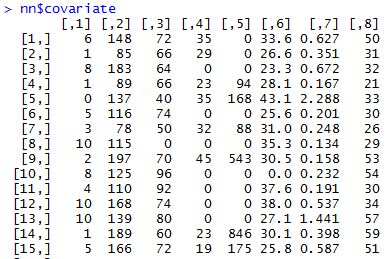 > nn$covariate
[,1] [,2] [,3] [,4] [,5] [,6] [,7] [,8]
[1,] 6 148 72 35 0 33.6 0.627 50
[2,] 1 85 66 29 0 26.6 0.351 31
[3,] 8 183 64 0 0 23.3 0.672 32
[4,] 1 89 66 23 94 28.1 0.167 21
[5,] 0 137 40 35 168 43.1 2.288 33
[6,] 5 116 74 0 0 25.6 0.201 30
[7,] 3 78 50 32 88 31.0 0.248 26
[8,] 10 115 0 0 0 35.3 0.134 29
[9,] 2 197 70 45 543 30.5 0.158 53
[10,] 8 125 96 0 0 0.0 0.232 54
[11,] 4 110 92 0 0 37.6 0.191 30
[12,] 10 168 74 0 0 38.0 0.537 34
[13,] 10 139 80 0 0 27.1 1.441 57
[14,] 1 189 60 23 846 30.1 0.398 59
[15,] 5 166 72 19 175 25.8 0.587 51